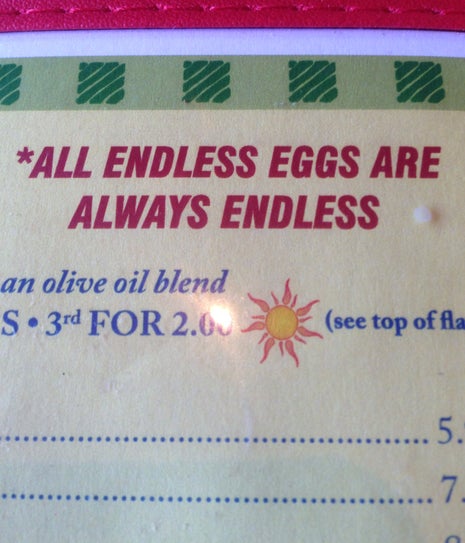 *ALL ENDLESS EGGS ARE
ALWAYS ENDLESS
an olive oil blend
S • 3rd FOR 2.00 (see top of fla
5.
7.